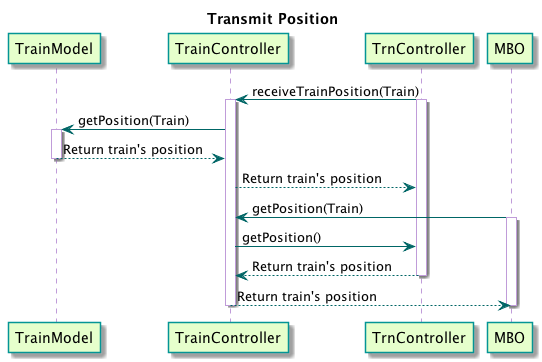 Transmit Position
TrainModel TrainController TrnController MBO
receiveTrainPosition(Train)
getPosition(Train)
Return train's position
Return train's position
getPosition(Train)
getPosition()
Return train's position
Return train's position
TrainModel TrainController TrnController MBO